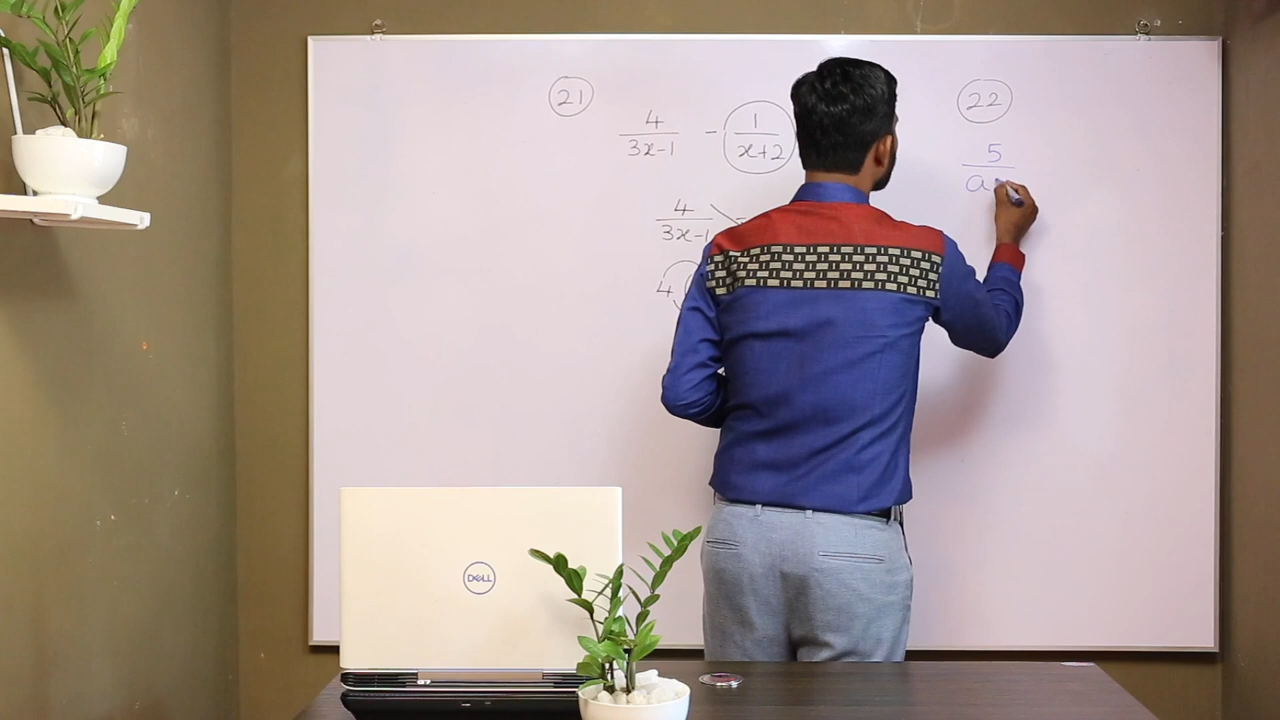 21
4/(3x-1) - 1/(x+2)
4/(3x-1)
4
22
5/a
DELL